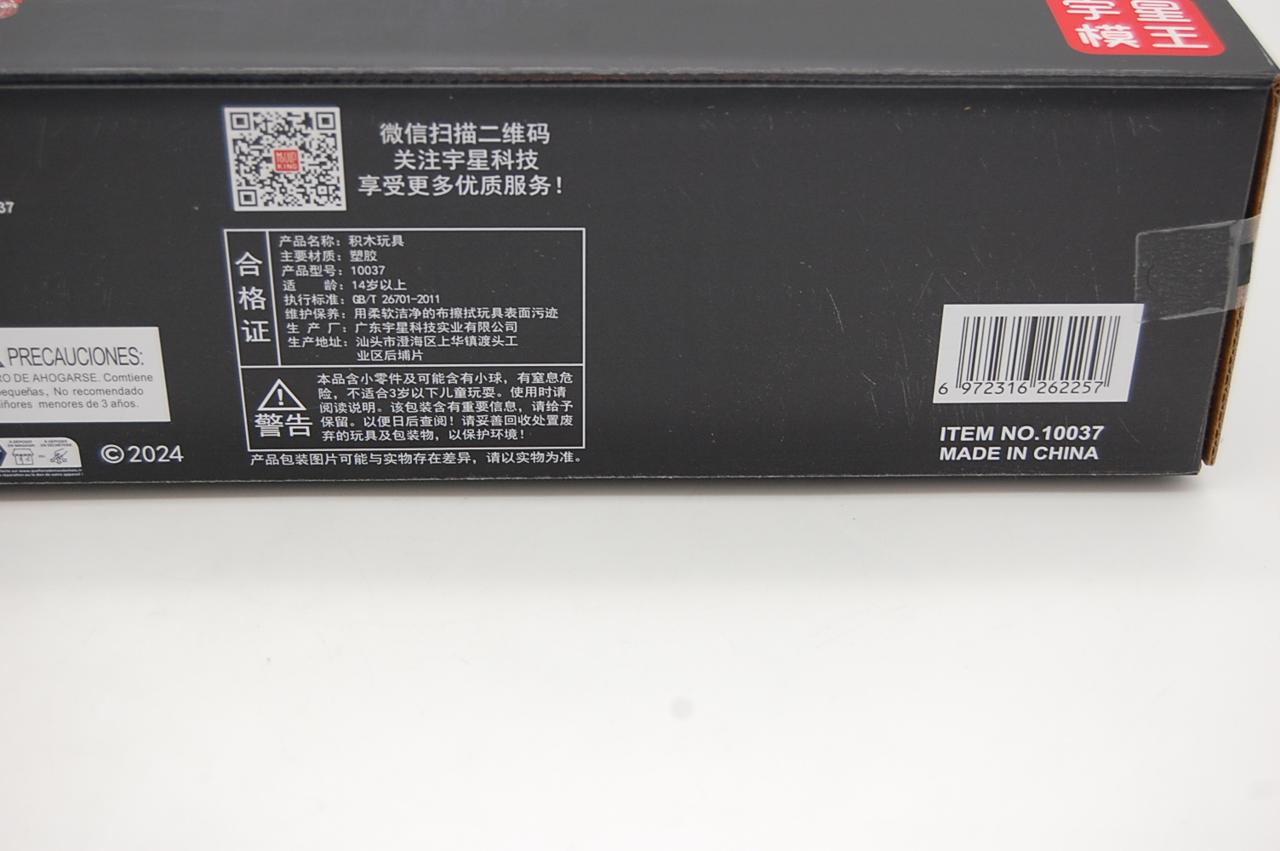 宇星
模王
37
微信扫描二维码
关注宇星科技
享受更多优质服务！
合格证
产品名称：积木玩具
主要材质：塑胶
产品型号：10037
适　　龄：14岁以上
执行标准：GB/T 26701-2011
维护保养：用柔软洁净的布擦拭玩具表面污迹
生 产 厂：广东宇星科技实业有限公司
生产地址：汕头市澄海区上华镇渡头工
业区后埔片
警告
本品含小零件及可能含有小球，有窒息危
险，不适合3岁以下儿童玩耍。使用时请
阅读说明。该包装含有重要信息，请给予
保留。以便日后查阅！请妥善回收处置废
弃的玩具及包装物，以保护环境！
产品包装图片可能与实物存在差异，请以实物为准。
PRECAUCIONES:
RO DE AHOGARSE. Contiene
pequeñas, No recomendado
iñores menores de 3 años.
©2024
6 972316 262257
ITEM NO.10037
MADE IN CHINA